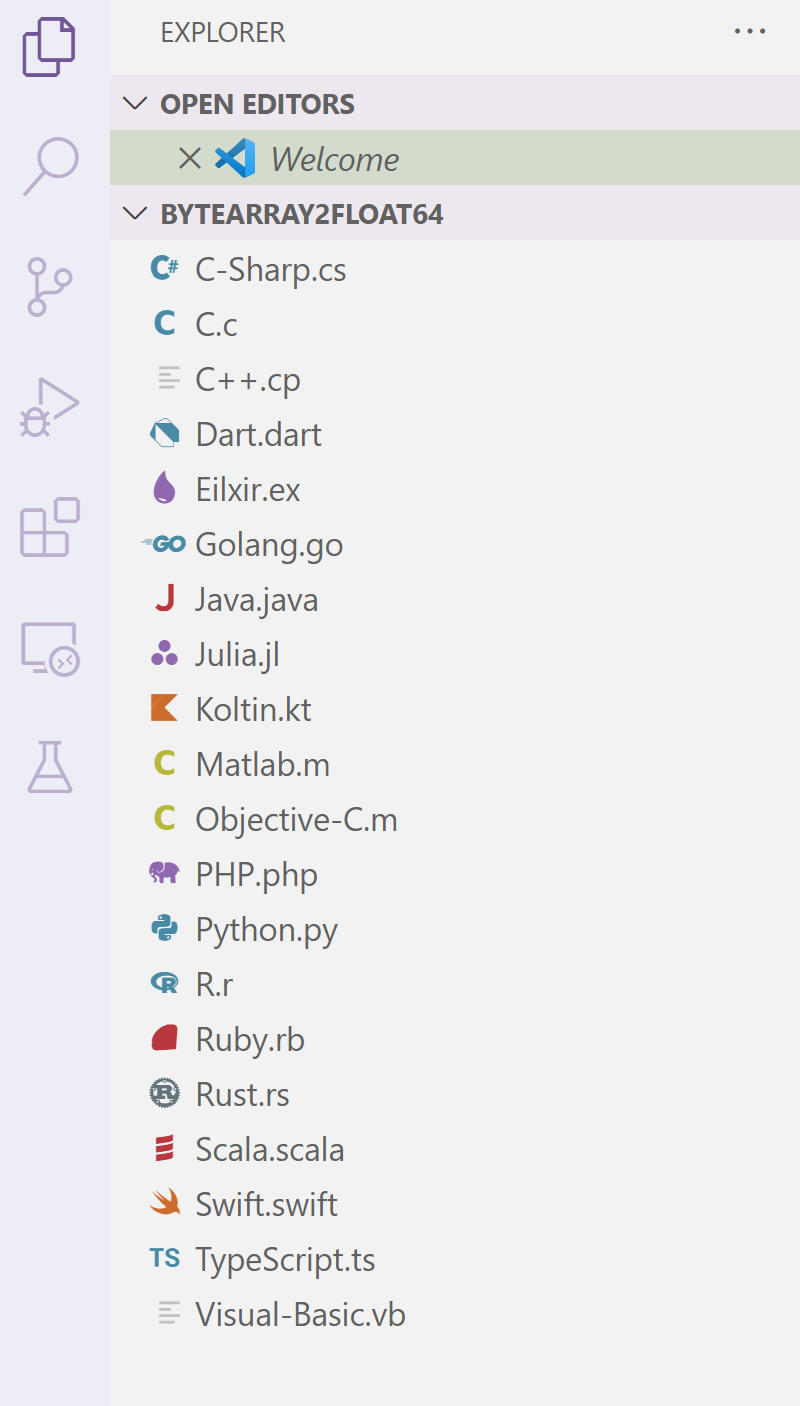 EXPLORER ···
OPEN EDITORS
Welcome
BYTEARRAY2FLOAT64
C# C-Sharp.cs
C C.c
C++.cp
Dart.dart
Eilxir.ex
GO Golang.go
J Java.java
Julia.jl
Koltin.kt
C Matlab.m
C Objective-C.m
PHP.php
Python.py
R R.r
Ruby.rb
R Rust.rs
Scala.scala
Swift.swift
TS TypeScript.ts
Visual-Basic.vb